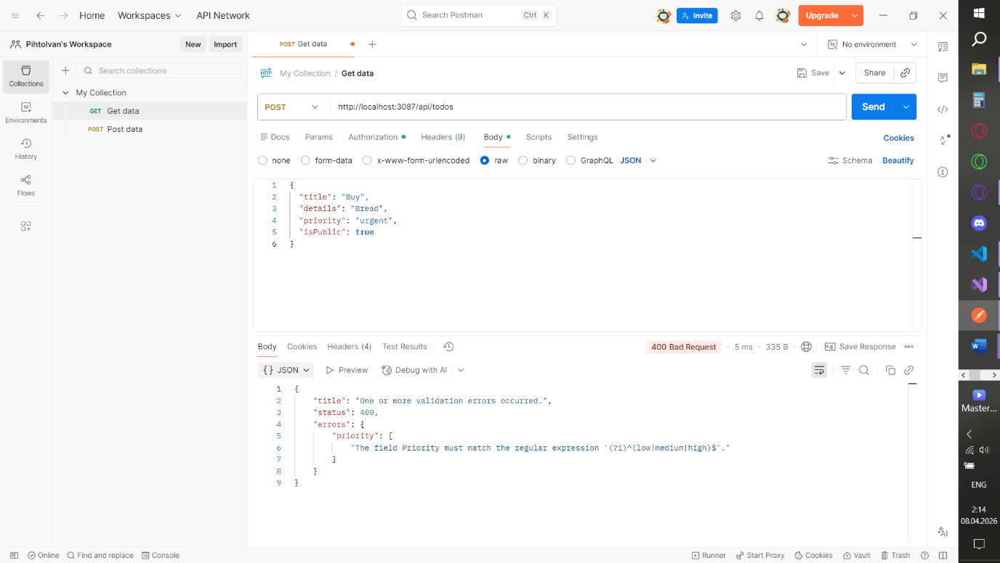 Home
Workspaces
API Network
Search Postman
Ctrl
K
Invite
Upgrade
Pihtolvan's Workspace
New
Import
POST Get data
No environment
Collections
Search collections
My Collection
GET Get data
POST Post data
Environments
History
Flows
HTTP
My Collection / Get data
Save
Share
POST
http://localhost:3087/api/todos
Send
Docs
Params
Authorization
Headers (9)
Body
Scripts
Settings
Cookies
none
form-data
x-www-form-urlencoded
raw
binary
GraphQL
JSON
Schema
Beautify
1 {
2 "title": "Buy",
3 "details": "Bread",
4 "priority": "urgent",
5 "isPublic": true
6 }
Body
Cookies
Headers (4)
Test Results
400 Bad Request
5 ms
335 B
e.g.
Save Response
{} JSON
Preview
Debug with AI
1 {
2 "title": "One or more validation errors occurred.",
3 "status": 400,
4 "errors": {
5 "priority": [
6 "The field Priority must match the regular expression '(?i)^(low|medium|high)$'."
7 ]
8 }
9 }
AI
Online
Find and replace
Console
Runner
Start Proxy
Cookies
Vault
Trash
W
Master...
ENG
2:14
08.04.2026